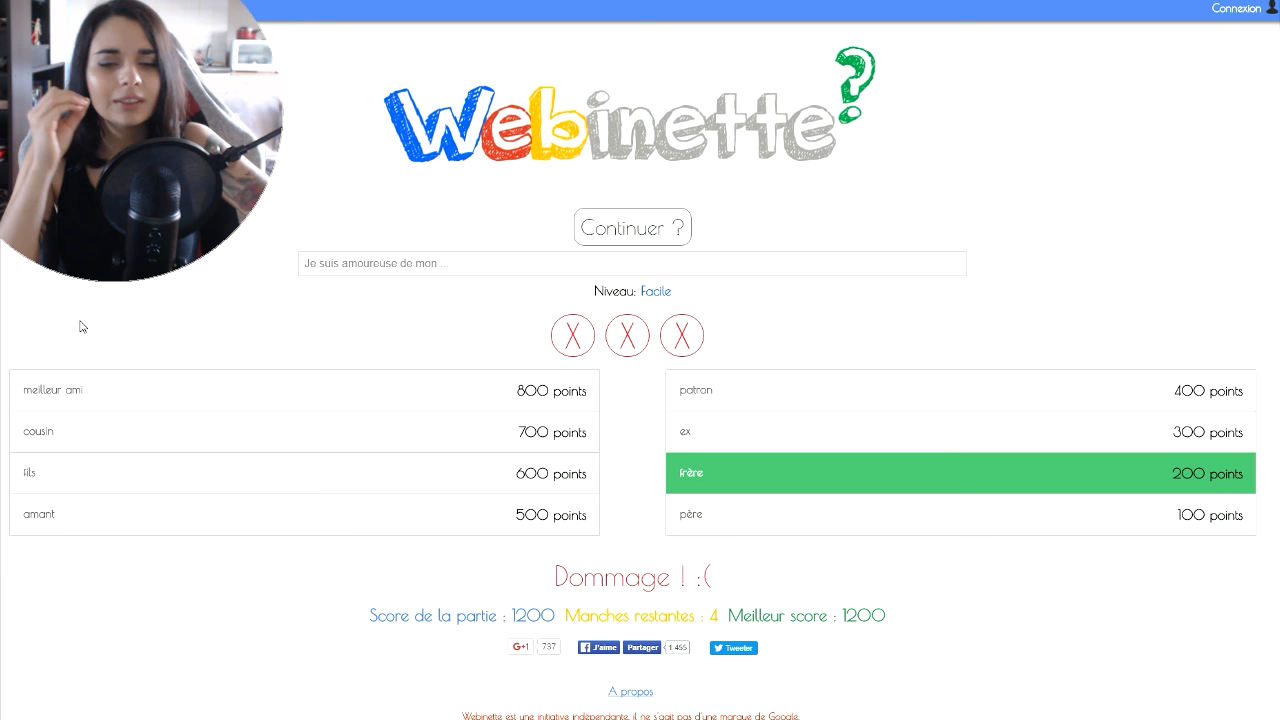 Connexion
Webinette?
Continuer ?
Je suis amoureuse de mon ...
Niveau: Facile
X X X
meilleur ami 800 points
cousin 700 points
fils 600 points
amant 500 points
patron 400 points
ex 300 points
frère 200 points
père 100 points
Dommage ! :(
Score de la partie : 1200 Manches restantes : 4 Meilleur score : 1200
G+1 737 J'aime Partager 1 455 Tweeter
A propos
Webinette est une initiative indépendante, il ne s'agit pas d'une marque de Google.